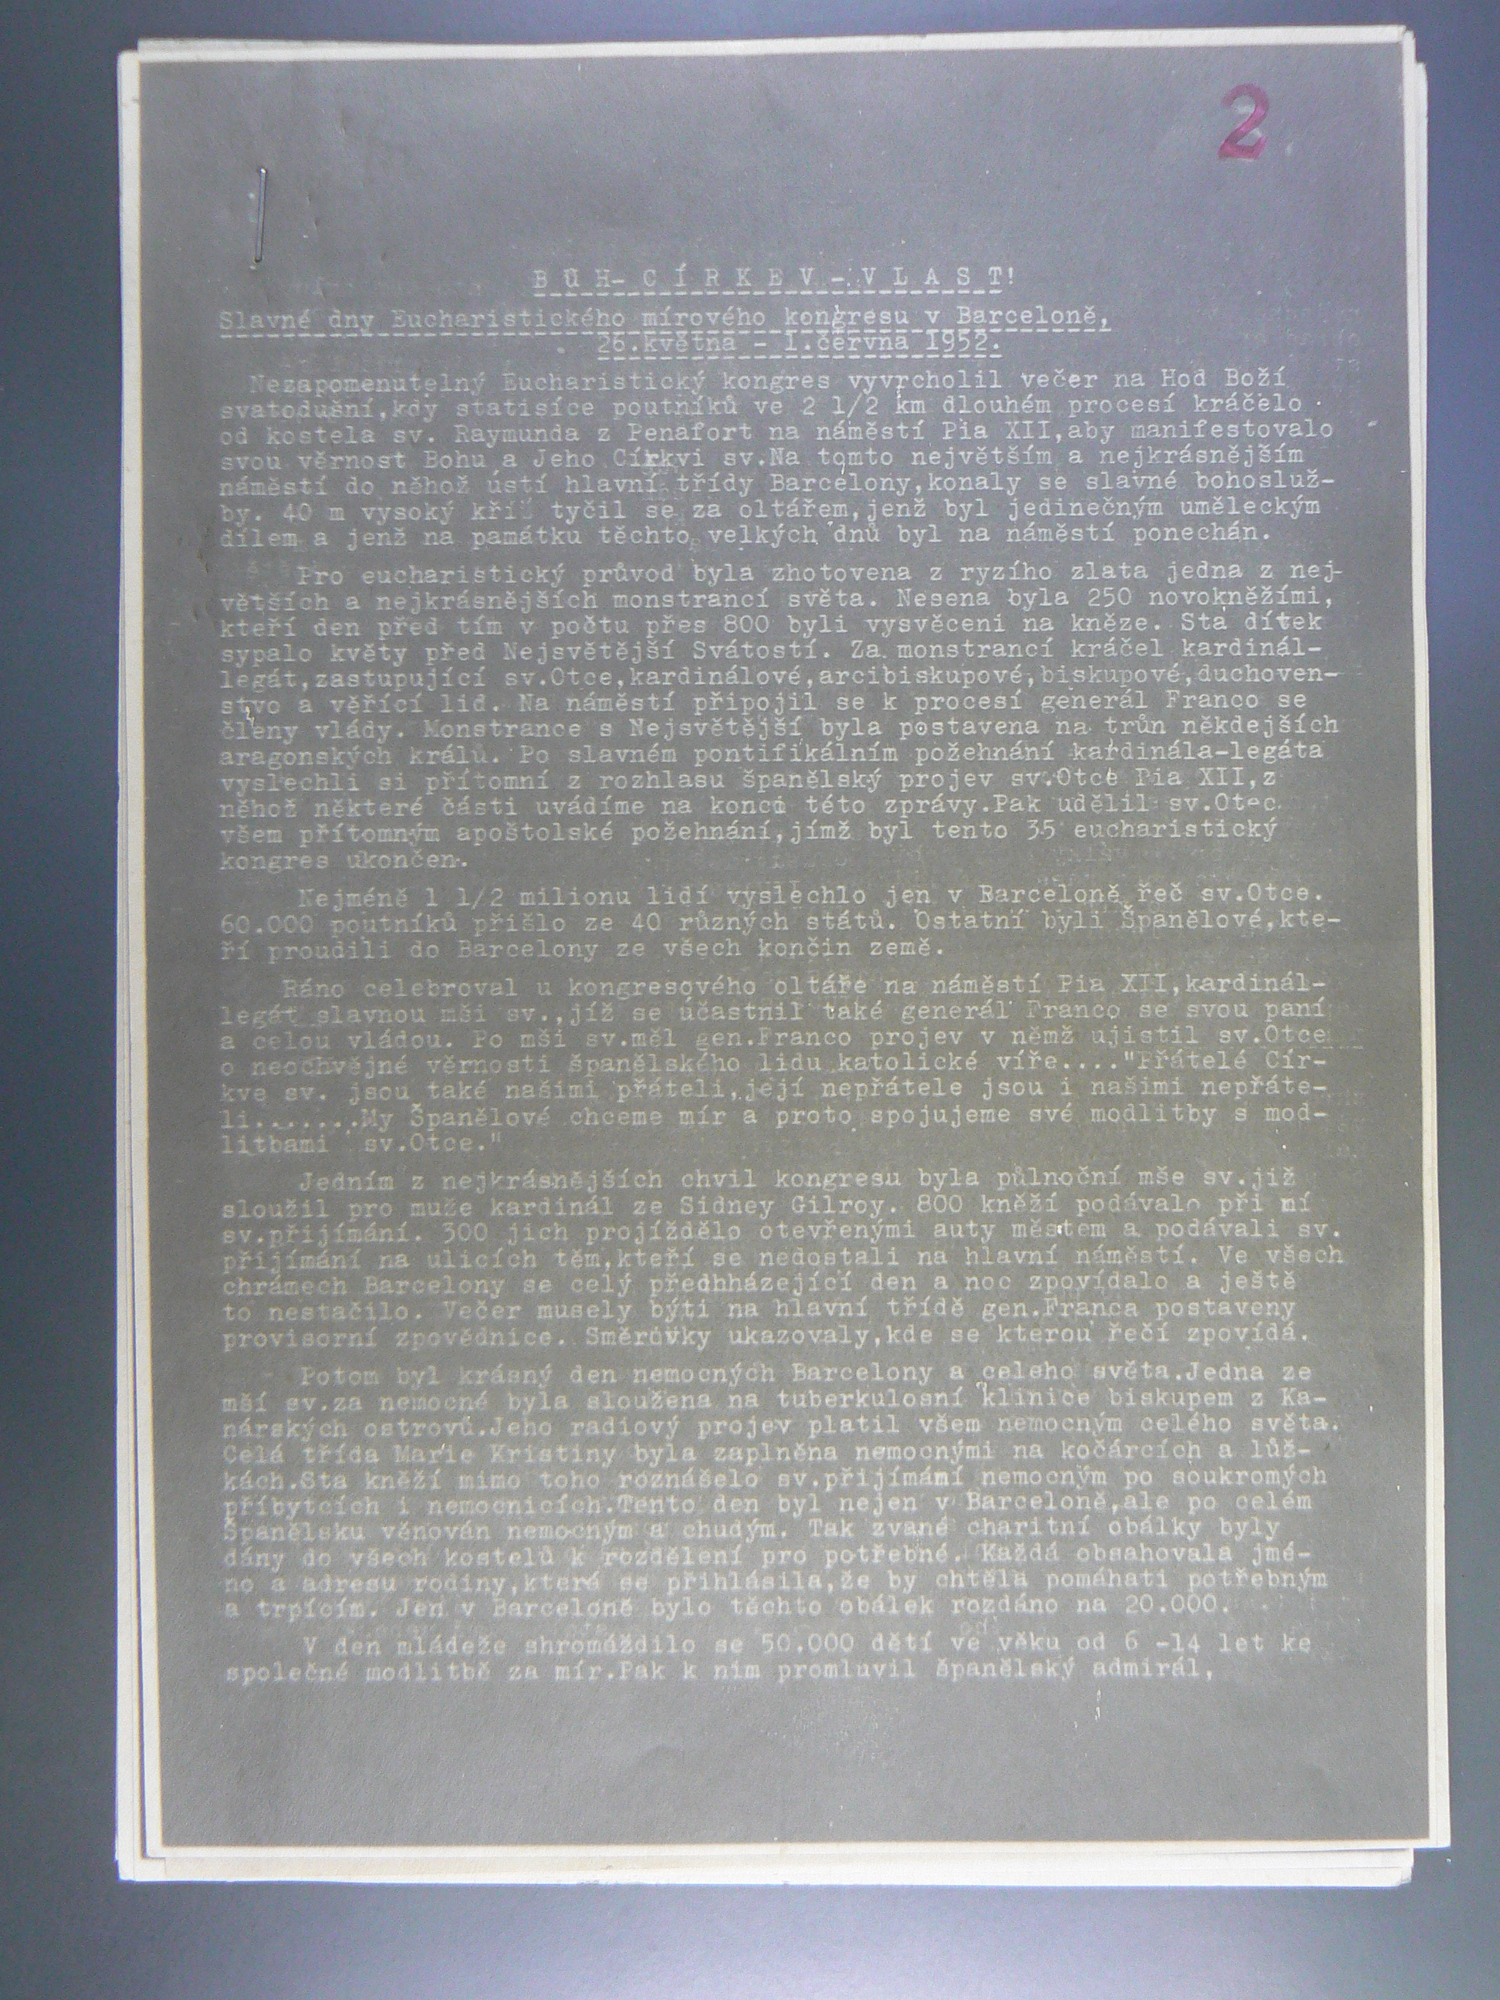 2
BŮH-CÍRKEV-VLAST!
Slavné dny Eucharistického mírového kongresu v Barceloně,
26.května - 1.června 1952.
Nezapomenutelný Eucharistický kongres vyvrcholil večer na Hod Boží
svatodušní,kdy statisíce poutníků ve 2 1/2 km dlouhém procesí kráčelo
od kostela sv. Raymunda z Penafort na náměstí Pia XII,aby manifestovalo
svou věrnost Bohu a Jeho Církvi sv.Na tomto největším a nejkrásnějším
náměstí do něhož ústí hlavní třídy Barcelony,konaly se slavné bohosluž-
by. 40 m vysoký kříž tyčil se za oltářem,jenž byl jedinečným uměleckým
dílem a jenž na památku těchto velkých dnů byl na náměstí ponechán.
Pro eucharistický průvod byla zhotovena z ryzího zlata jedna z nej-
větších a nejkrásnějších monstrancí světa. Nesena byla 250 novokněžími,
kteří den před tím v počtu přes 800 byli vysvěceni na kněze. Sta dítek
sypalo květy před Nejsvětější Svátostí. Za monstrancí kráčel kardinál-
legát,zastupující sv.Otce,kardinálové,arcibiskupové,biskupové,duchoven-
stvo a věřící lid. Na náměstí připojil se k procesí generál Franco se
členy vlády. Monstrance s Nejsvětější byla postavena na trůn někdejších
aragonských králů. Po slavném pontifikálním požehnání kardinála-legáta
vyslechli si přítomní z rozhlasu španělský projev sv.Otce Pia XII,z
něhož některé části uvádíme na konci této zprávy.Pak udělil sv.Otec
všem přítomným apoštolské požehnání,jímž byl tento 35 eucharistický
kongres ukončen.
Nejméně 1 1/2 milionu lidí vyslechlo jen v Barceloně řeč sv.Otce.
60.000 poutníků přišlo ze 40 různých států. Ostatní byli Španělové,kte-
ří proudili do Barcelony ze všech končin země.
Ráno celebroval u kongresového oltáře na náměstí Pia XII,kardinál-
legát slavnou mši sv.,jíž se účastnil také generál Franco se svou paní
a celou vládou. Po mši sv.měl gen.Franco projev v němž ujistil sv.Otce
o neochvějné věrnosti španělského lidu katolické víře...."Přátelé Cír-
kve sv. jsou také našimi přáteli,její nepřátele jsou i našimi nepřáte-
li.......My Španělové chceme mír a proto spojujeme své modlitby s mod-
litbami sv.Otce."
Jedním z nejkrásnějších chvil kongresu byla půlnoční mše sv.již
sloužil pro muže kardinál ze Sidney Gilroy. 800 kněží podávalo při ní
sv.přijímání. 300 jich projíždělo otevřenými auty městem a podávali sv.
přijímání na ulicích těm,kteří se nedostali na hlavní náměstí. Ve všech
chrámech Barcelony se celý předhházející den a noc zpovídalo a ještě
to nestačilo. Večer musely býti na hlavní třídě gen.Franca postaveny
provisorní zpovědnice. Směrovky ukazovaly,kde se kterou řečí zpovídá.
Potom byl krásný den nemocných Barcelony a celeho světa.Jedna ze
mší sv.za nemocné byla sloužena na tuberkulosní klinice biskupem z Ka-
nárských ostrovů.Jeho radiový projev platil všem nemocným celého světa.
Celá třída Marie Kristiny byla zaplněna nemocnými na kočárcích a lůž-
kách.Sta kněží mimo toho roznášelo sv.přijímání nemocným po soukromých
příbytcích i nemocnicích.Tento den byl nejen v Barceloně,ale po celém
Španělsku věnován nemocným a chudým. Tak zvané charitní obálky byly
dány do všech kostelů k rozdělení pro potřebné. Každá obsahovala jmé-
no a adresu rodiny,která se přihlásila,že by chtěla pomáhati potřebným
a trpícím. Jen v Barceloně bylo těchto obálek rozdáno na 20.000.
V den mládeže shromáždilo se 50.000 dětí ve věku od 6 -14 let ke
společné modlitbě za mír.Pak k nim promluvil španělský admirál,